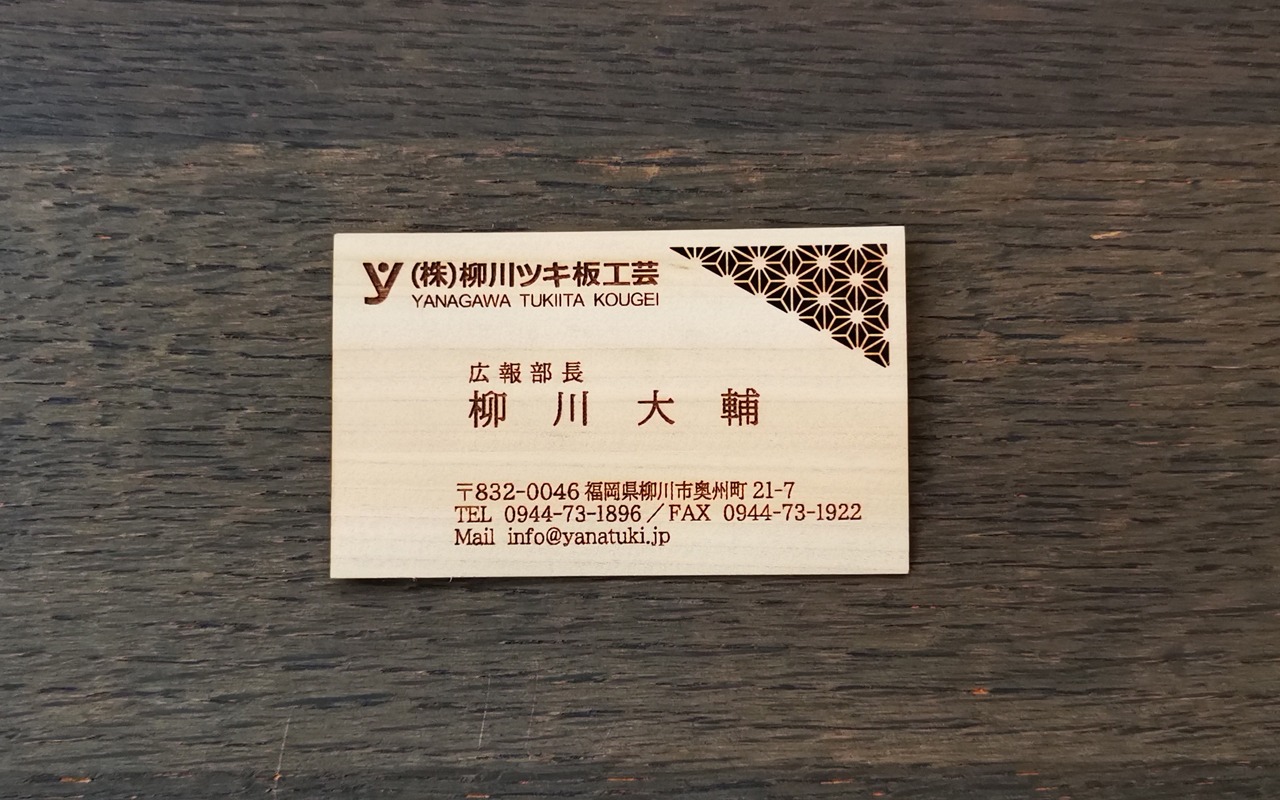 (株)柳川ツキ板工芸
YANAGAWA TUKIITA KOUGEI
広報部長
柳川大輔
〒832-0046 福岡県柳川市奥州町 21-7
TEL 0944-73-1896／FAX 0944-73-1922
Mail info@yanatuki.jp